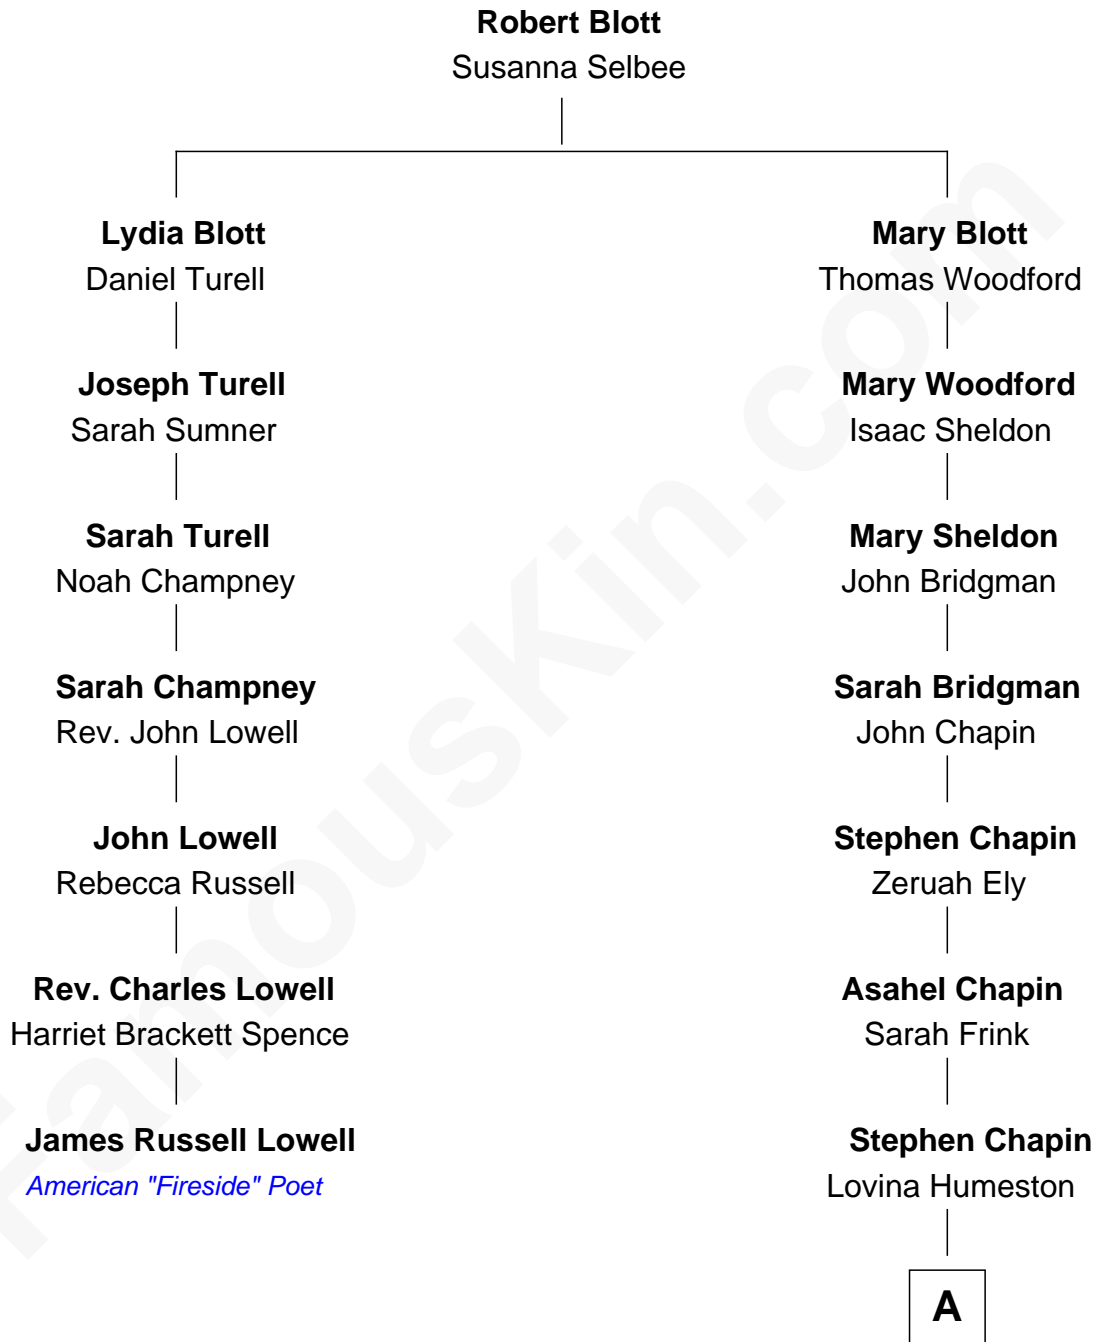 Robert Blott
Susanna Selbee
Lydia Blott
Daniel Turell
Mary Blott
Thomas Woodford
Joseph Turell
Sarah Sumner
Mary Woodford
Isaac Sheldon
Sarah Turell
Noah Champney
Mary Sheldon
John Bridgman
Sarah Champney
Rev. John Lowell
Sarah Bridgman
John Chapin
John Lowell
Rebecca Russell
Stephen Chapin
Zeruah Ely
Rev. Charles Lowell
Harriet Brackett Spence
Asahel Chapin
Sarah Frink
James Russell Lowell
American "Fireside" Poet
Stephen Chapin
Lovina Humeston
A
FamousKin.com